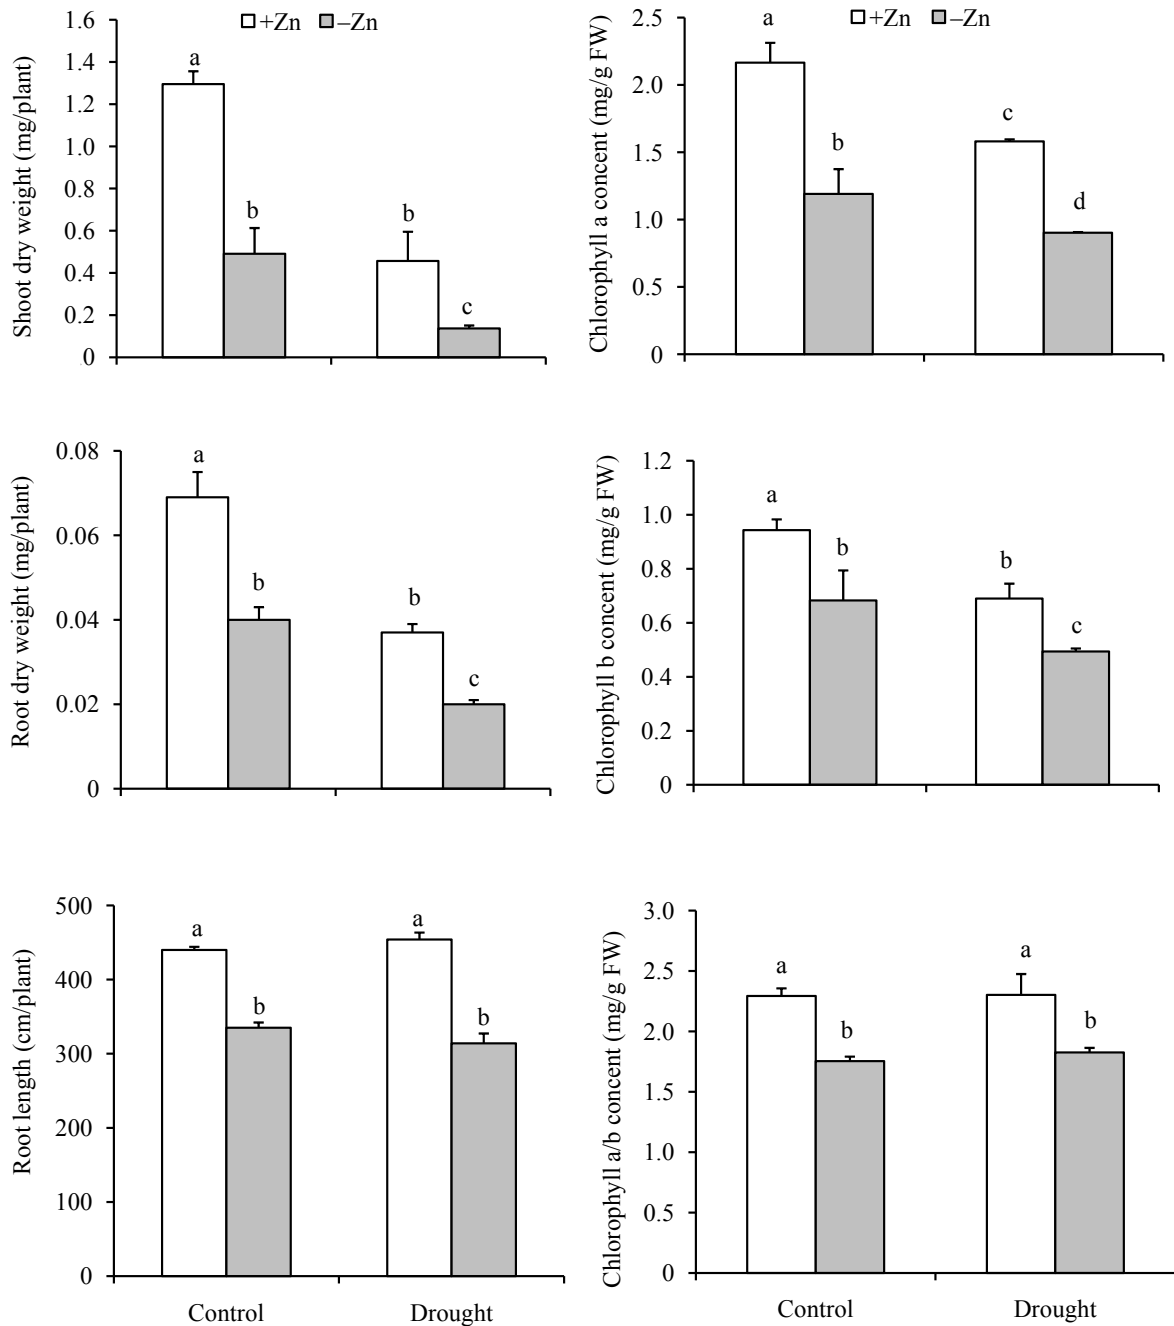 +Zn –Zn
Shoot dry weight (mg/plant)
1.6
1.4
1.2
1.0
0.8
0.6
0.4
0.2
0
a
b
b
c
+Zn –Zn
Chlorophyll a concent (mg/g FW)
2.5
2.0
1.5
1.0
0.5
0
a
b
c
d
Root dry weight (mg/plant)
0.08
0.06
0.04
0.02
0
a
b
b
c
Chlorophyll b concent (mg/g FW)
1.2
1.0
0.8
0.6
0.4
0.2
0
a
b
b
c
Root length (cm/plant)
500
400
300
200
100
0
a
b
a
b
Control Drought
Chlorophyll a/b concent (mg/g FW)
3.0
2.5
2.0
1.5
1.0
0.5
0
a
b
a
b
Control Drought